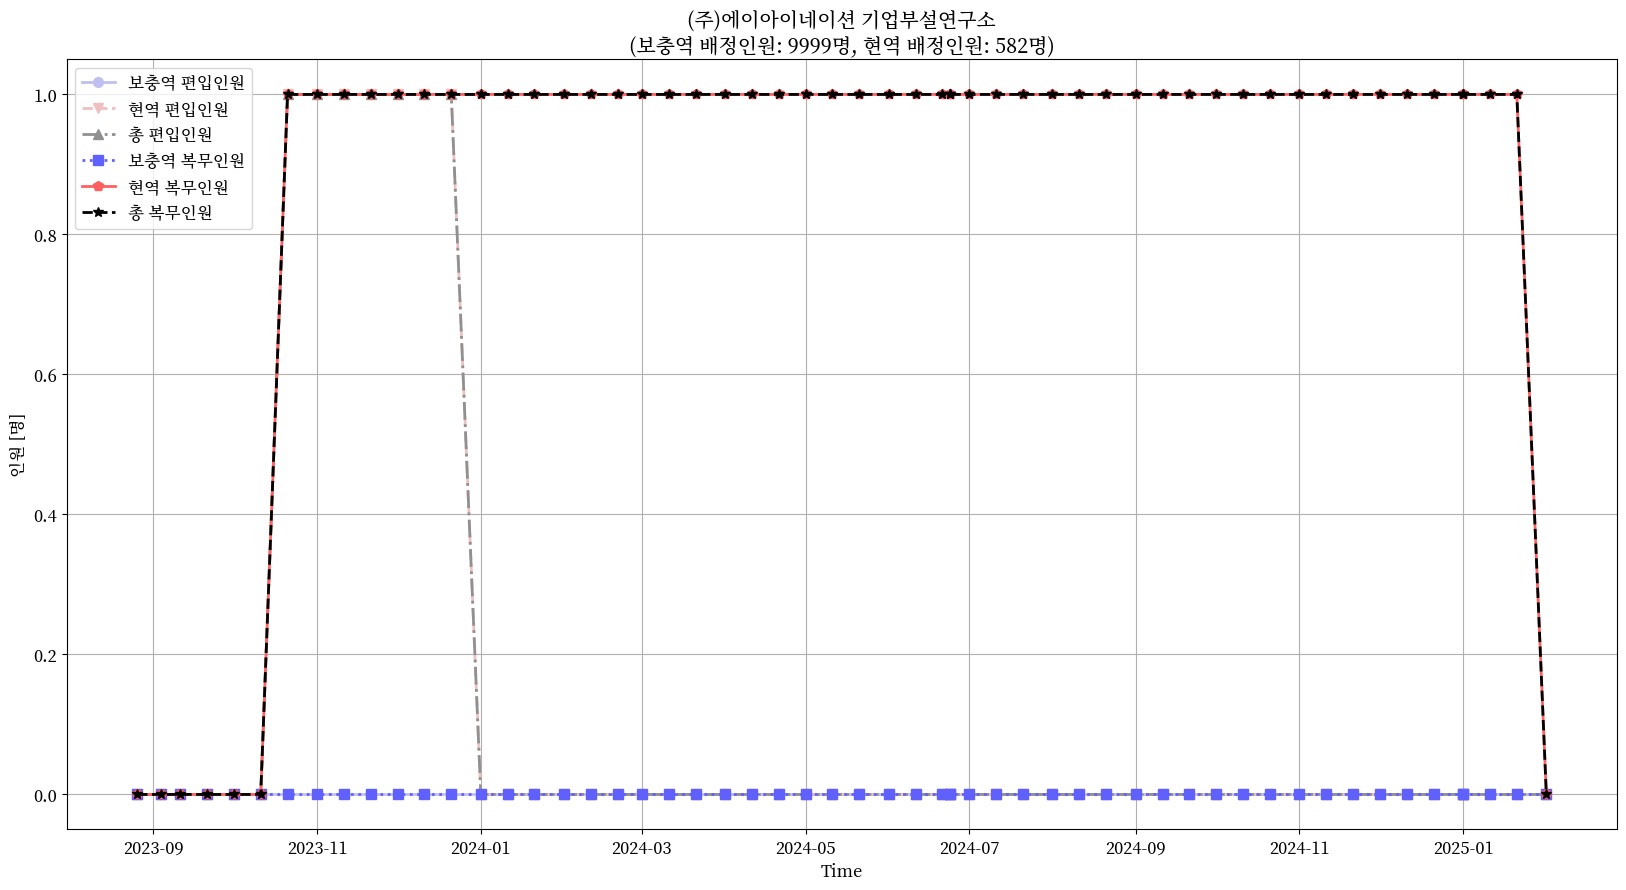 (주)에이아이네이션 기업부설연구소
(보충역 배정인원: 9999명, 현역 배정인원: 582명)
보충역 편입인원
현역 편입인원
총 편입인원
보충역 복무인원
현역 복무인원
총 복무인원
1.0
0.8
0.6
0.4
0.2
0.0
인원 [명]
2023-09
2023-11
2024-01
2024-03
2024-05
2024-07
2024-09
2024-11
2025-01
Time